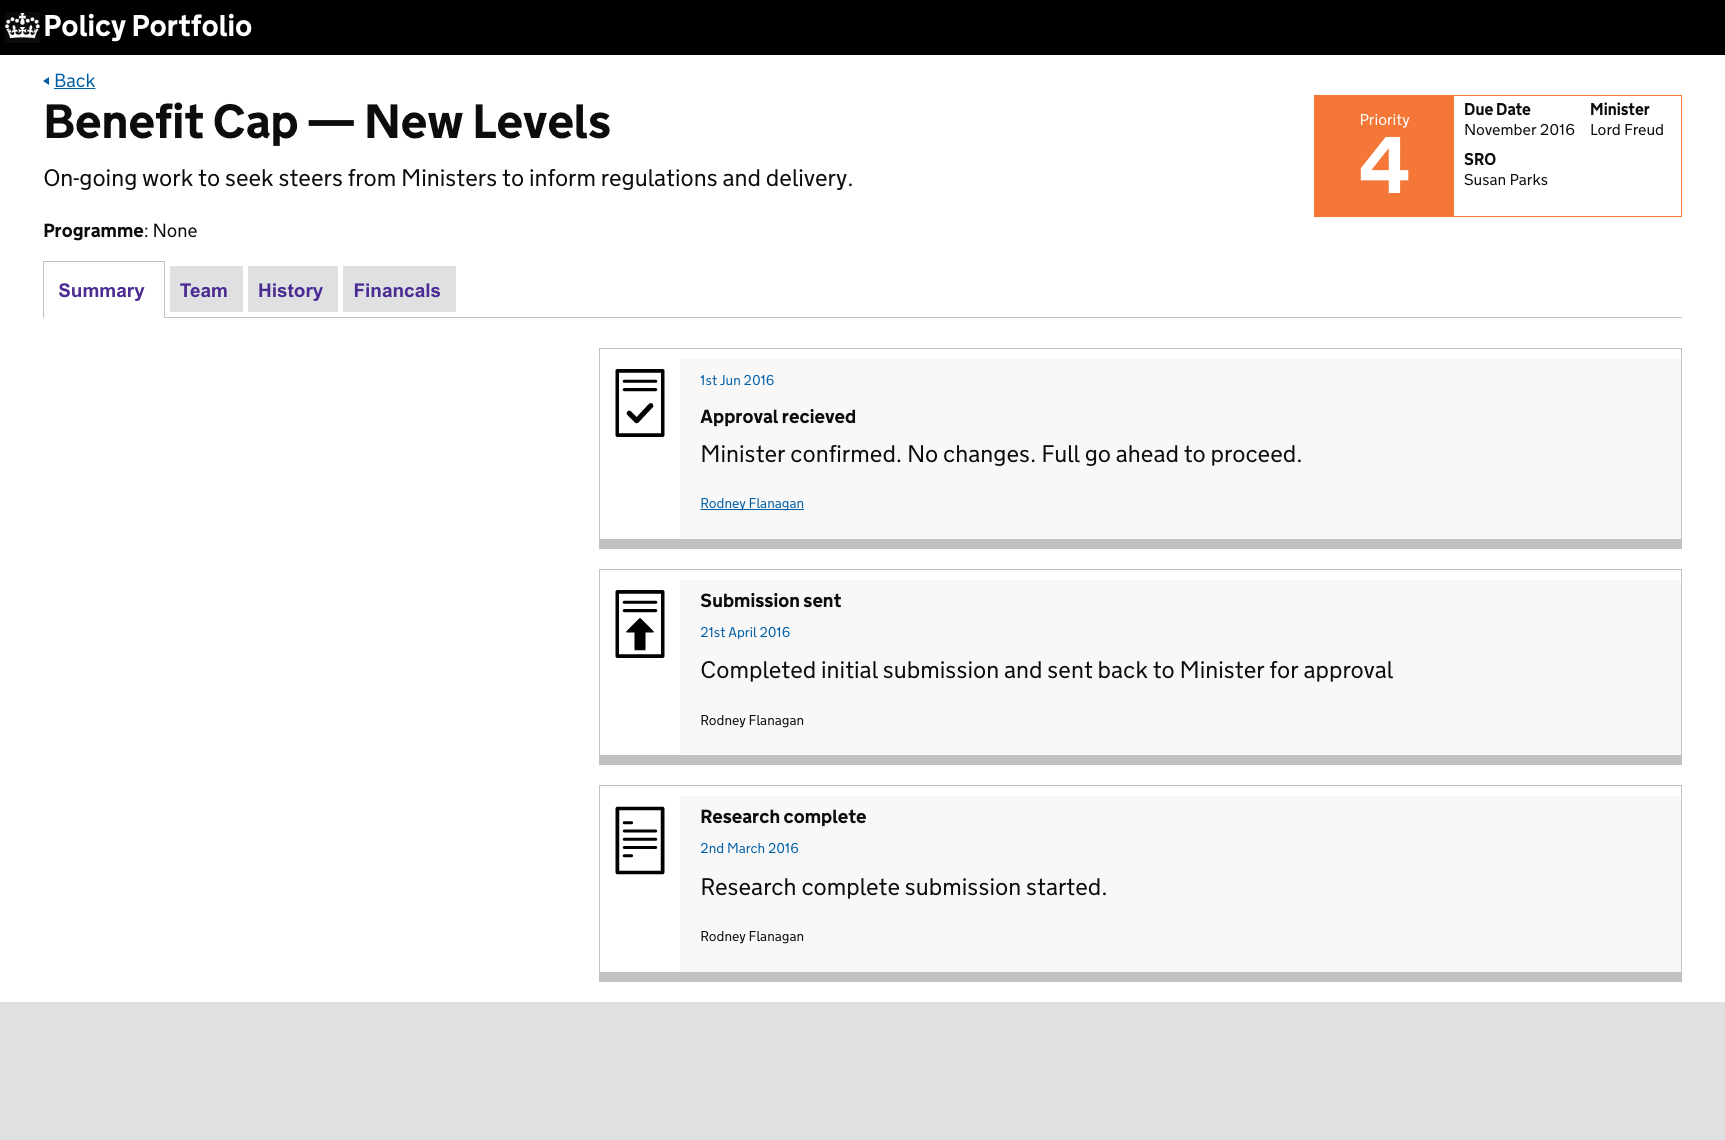 Policy Portfolio
Back
Benefit Cap — New Levels
On-going work to seek steers from Ministers to inform regulations and delivery.
Programme: None
Priority
4
Due Date
November 2016
Minister
Lord Freud
SRO
Susan Parks
Summary
Team
History
Financals
1st Jun 2016
Approval recieved
Minister confirmed. No changes. Full go ahead to proceed.
Rodney Flanagan
Submission sent
21st April 2016
Completed initial submission and sent back to Minister for approval
Rodney Flanagan
Research complete
2nd March 2016
Research complete submission started.
Rodney Flanagan